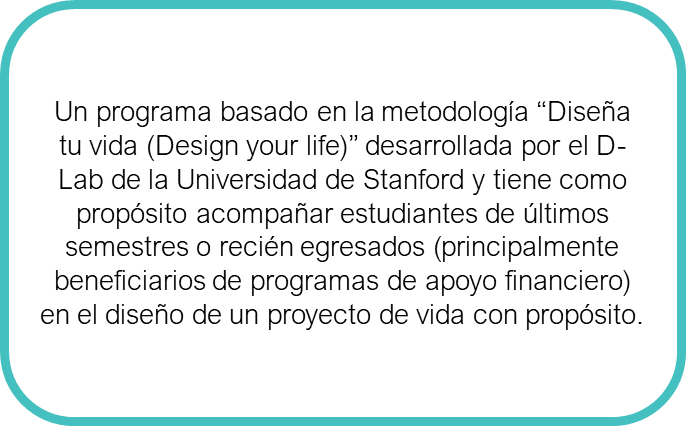 Un programa basado en la metodología “Diseña
tu vida (Design your life)” desarrollada por el D-
Lab de la Universidad de Stanford y tiene como
propósito acompañar estudiantes de últimos
semestres o recién egresados (principalmente
beneficiarios de programas de apoyo financiero)
en el diseño de un proyecto de vida con propósito.